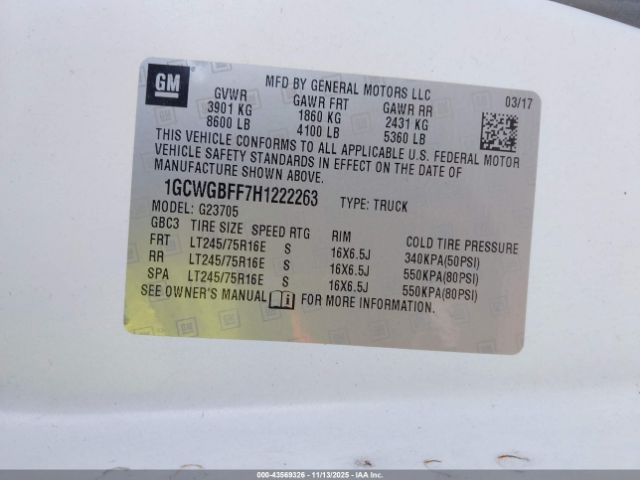 GM
MFD BY GENERAL MOTORS LLC 03/17
GVWR GAWR FRT GAWR RR
3901 KG 1860 KG 2431 KG
8600 LB 4100 LB 5360 LB
THIS VEHICLE CONFORMS TO ALL APPLICABLE U.S. FEDERAL MOTOR
VEHICLE SAFETY STANDARDS IN EFFECT ON THE DATE OF
MANUFACTURE SHOWN ABOVE.
1GCWGBFF7H1222263 TYPE: TRUCK
MODEL: G23705
GBC3 TIRE SIZE SPEED RTG RIM COLD TIRE PRESSURE
FRT LT245/75R16E S 16X6.5J 340KPA(50PSI)
RR LT245/75R16E S 16X6.5J 550KPA(80PSI)
SPA LT245/75R16E S 16X6.5J 550KPA(80PSI)
SEE OWNER'S MANUAL FOR MORE INFORMATION.
000-43569326 - 11/13/2025 - IAAI.COM